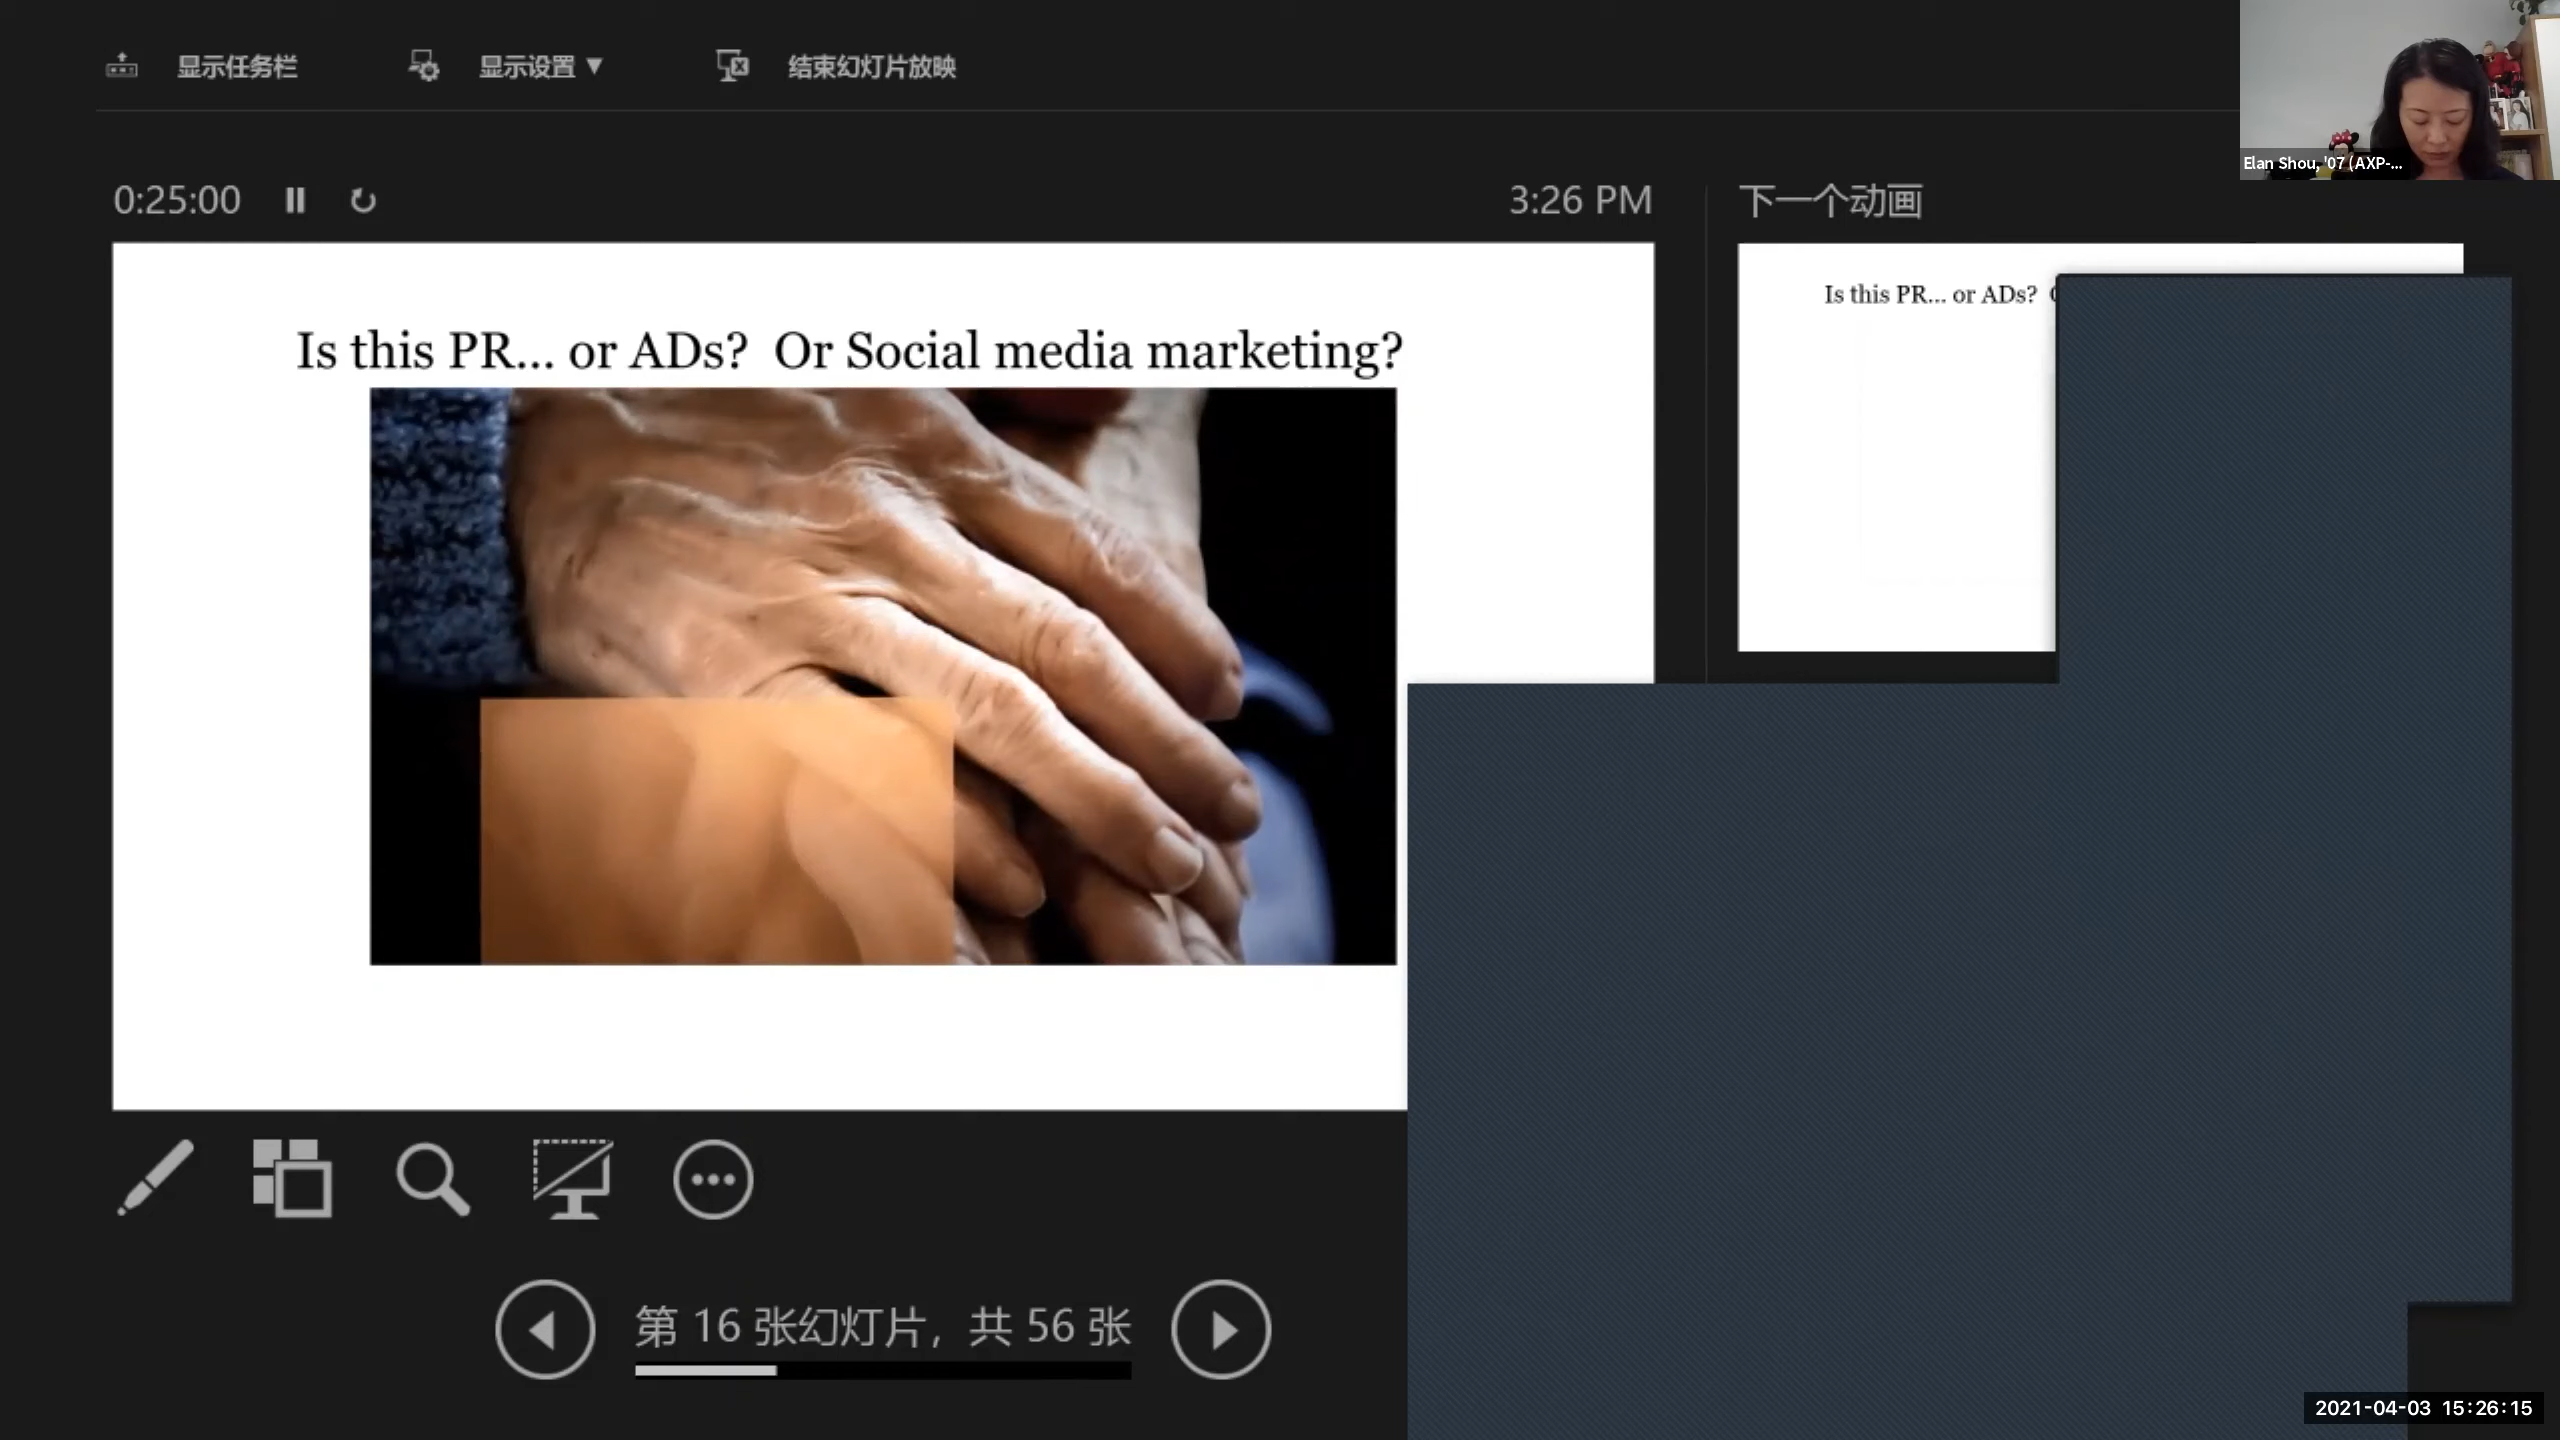 显示任务栏
显示设置 ▼
结束幻灯片放映
Elan Shou, '07 (AXP-...
0:25:00
3:26 PM
下一个动画
Is this PR... or ADs?  Or Social media marketing?
Is this PR... or ADs?
第 16 张幻灯片，共 56 张
2021-04-03 15:26:15